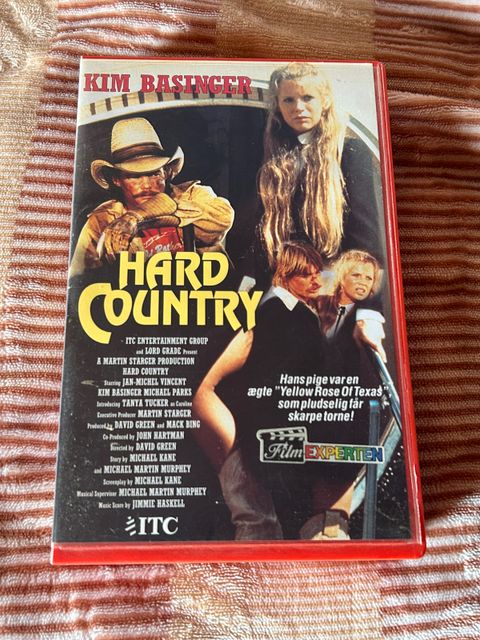 KIM BASINGER
HARD
COUNTRY
ITC ENTERTAINMENT GROUP
and LORD GRADE Present
A MARTIN STARGER PRODUCTION
HARD COUNTRY
Starring JAN-MICHEL VINCENT
KIM BASINGER MICHAEL PARKS
Introducing TANYA TUCKER as Caroline
Executive Producer MARTIN STARGER
Produced by DAVID GREEN and MACK BING
Co-Produced by JOHN HARTMAN
Directed by DAVID GREEN
Story by MICHAEL KANE
and MICHAEL MARTIN MURPHEY
Screenplay by MICHAEL KANE
Musical Supervisor MICHAEL MARTIN MURPHEY
Music Score by JIMMIE HASKELL
ITC
Hans pige var en
ægte "Yellow Rose Of Texas"
som pludselig får
skarpe torne!
Film EXPERTEN